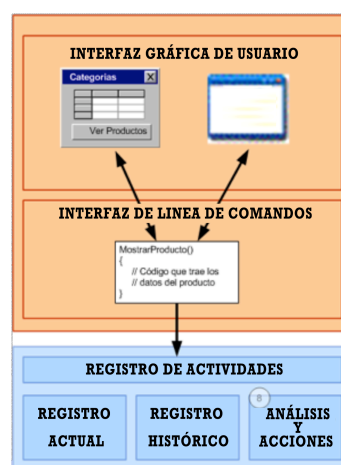 INTERFAZ GRÁFICA DE USUARIO
Categorias
Ver Productos
INTERFAZ DE LINEA DE COMANDOS
MostrarProducto()
{
// Código que trae los
// datos del producto
}
REGISTRO DE ACTIVIDADES
REGISTRO
ACTUAL
REGISTRO
HISTÓRICO
8
ANÁLISIS
Y
ACCIONES